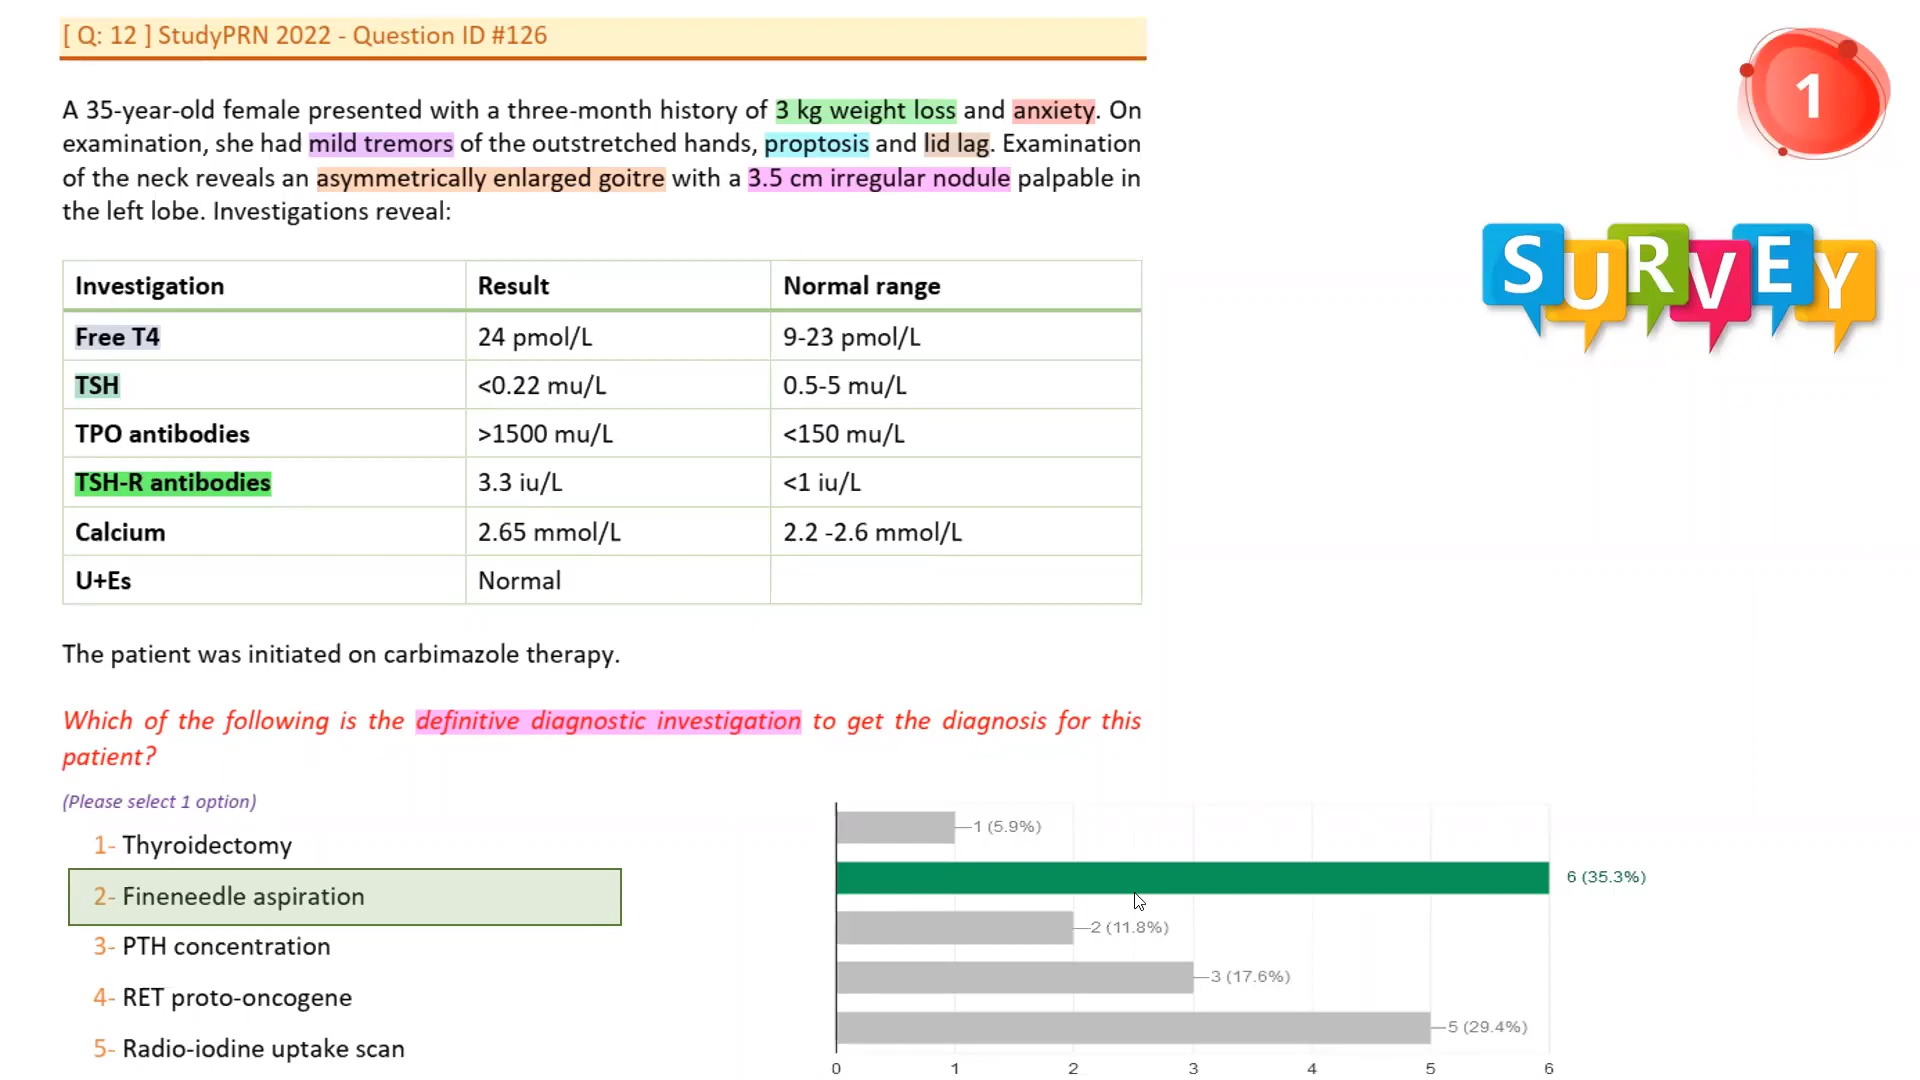 [ Q: 12 ] StudyPRN 2022 - Question ID #126
1
A 35-year-old female presented with a three-month history of 3 kg weight loss and anxiety. On
examination, she had mild tremors of the outstretched hands, proptosis and lid lag. Examination
of the neck reveals an asymmetrically enlarged goitre with a 3.5 cm irregular nodule palpable in
the left lobe. Investigations reveal:
SURVEY
Investigation Result Normal range
Free T4 24 pmol/L 9-23 pmol/L
TSH <0.22 mu/L 0.5-5 mu/L
TPO antibodies >1500 mu/L <150 mu/L
TSH-R antibodies 3.3 iu/L <1 iu/L
Calcium 2.65 mmol/L 2.2 -2.6 mmol/L
U+Es Normal
The patient was initiated on carbimazole therapy.
Which of the following is the definitive diagnostic investigation to get the diagnosis for this
patient?
(Please select 1 option)
1- Thyroidectomy
2- Fineneedle aspiration
3- PTH concentration
4- RET proto-oncogene
5- Radio-iodine uptake scan
1 (5.9%)
6 (35.3%)
2 (11.8%)
3 (17.6%)
5 (29.4%)
0 1 2 3 4 5 6